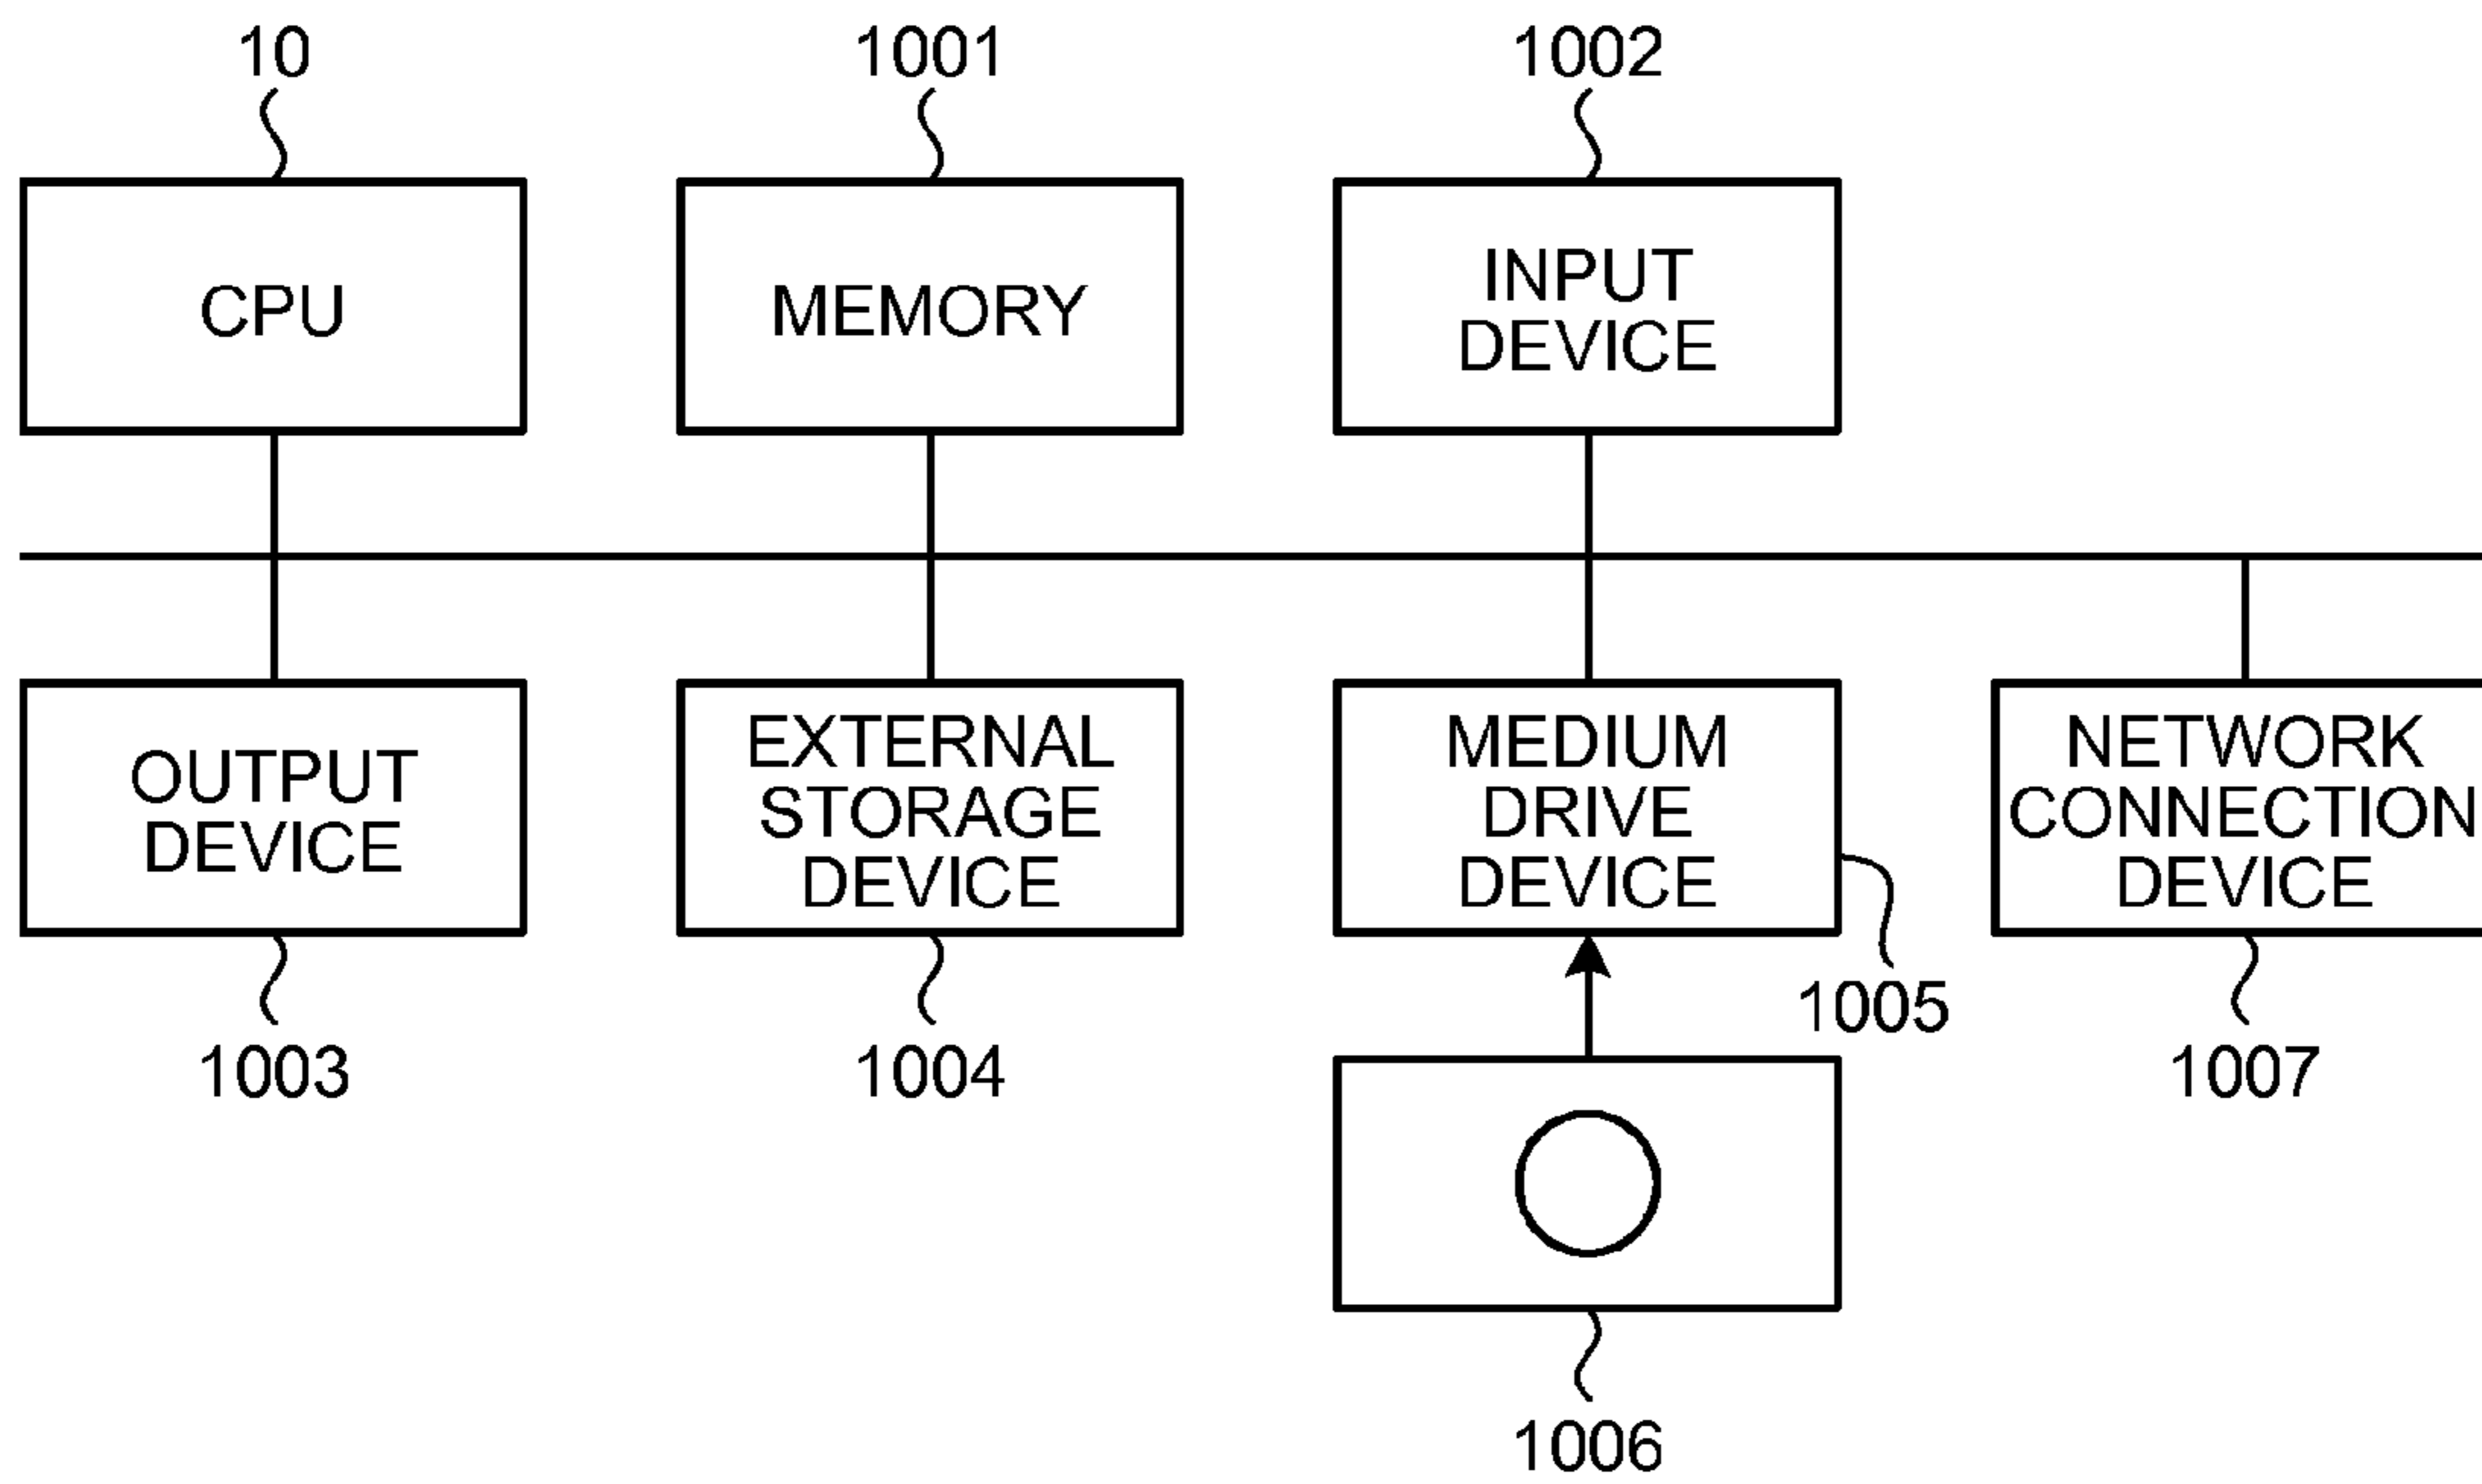 10
1001
1002
CPU
MEMORY
INPUT
DEVICE
OUTPUT
DEVICE
EXTERNAL
STORAGE
DEVICE
MEDIUM
DRIVE
DEVICE
NETWORK
CONNECTION
DEVICE
1003
1004
1005
1007
1006